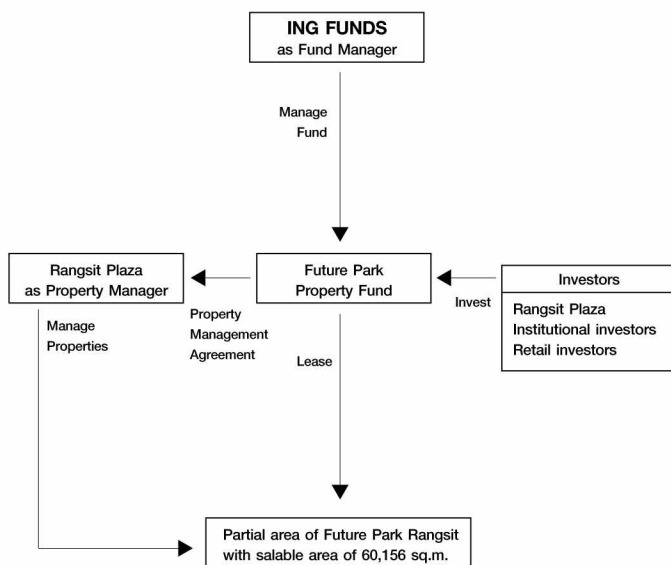 ING FUNDS
as Fund Manager
Manage
Fund
Rangsit Plaza
as Property Manager
Future Park
Property Fund
Investors
Rangsit Plaza
Institutional investors
Retail investors
Invest
Property
Management
Agreement
Manage
Properties
Lease
Partial area of Future Park Rangsit
with salable area of 60,156 sq.m.